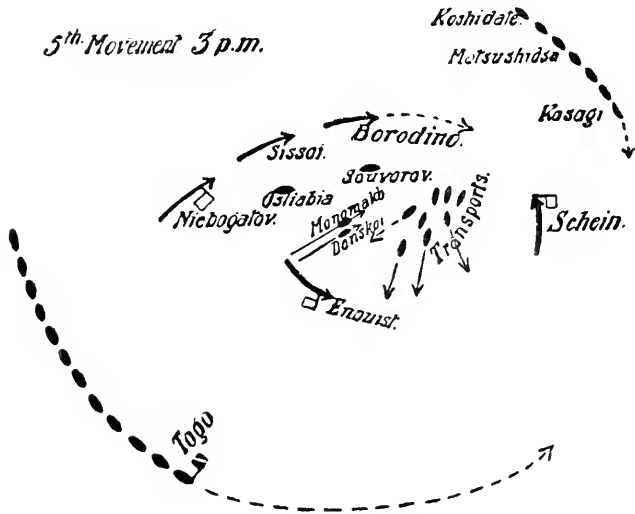 Koshidate.
5th. Movement 3 p.m.
Matsushidsa
Kasagi
Borodino.
Sissoi.
Souvorov.
Osliabia
Transports.
Monomakh
Niebogatov.
Schein.
Donskoi
Enquist.
Togo